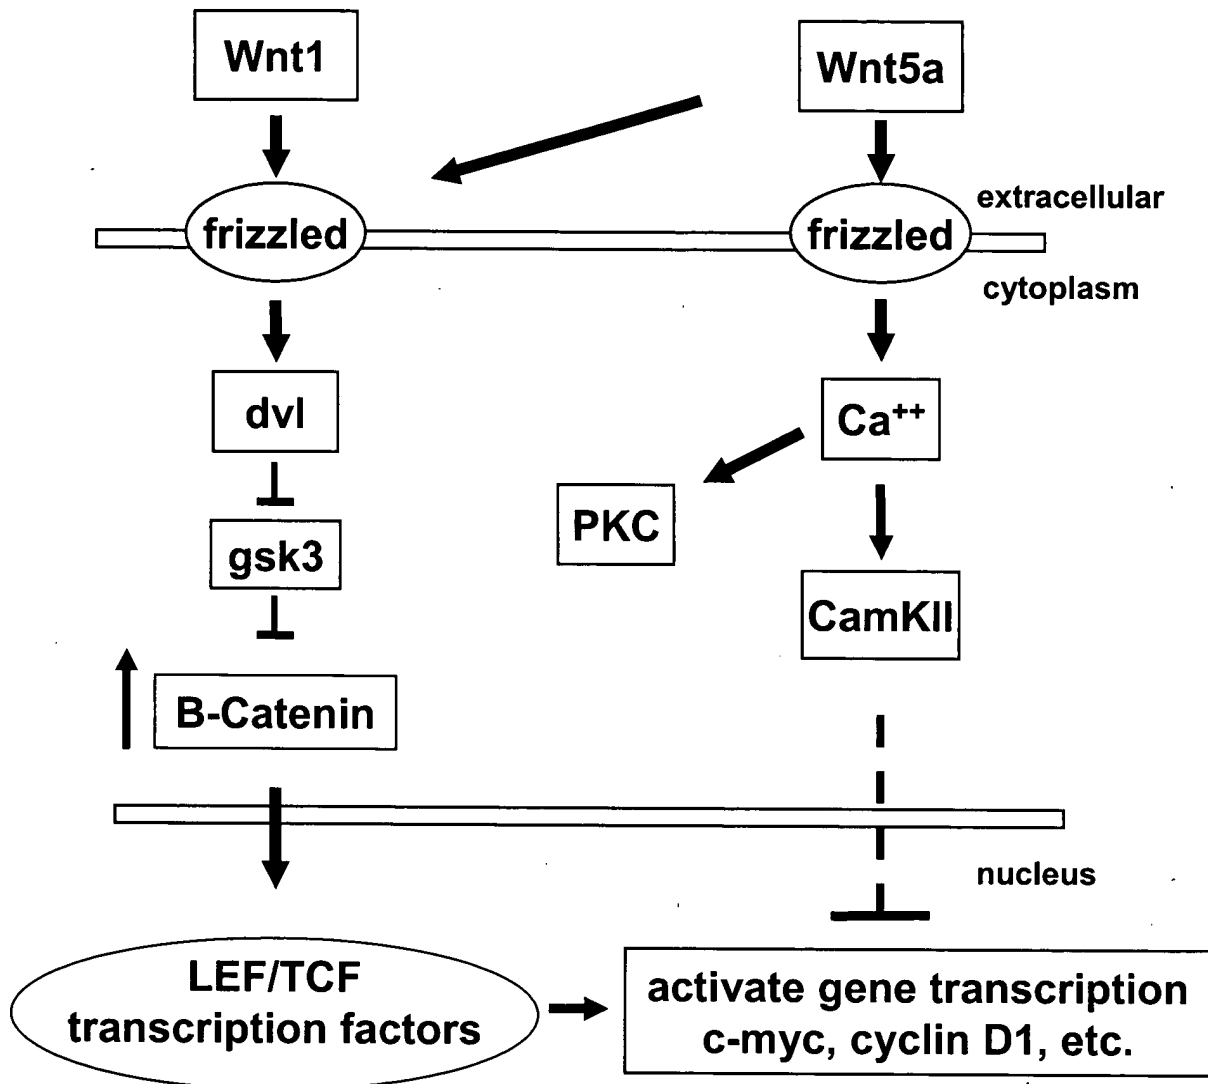 Wnt1
Wnt5a
extracellular
frizzled
frizzled
cytoplasm
dvl
Ca⁺⁺
PKC
gsk3
CamKII
B-Catenin
nucleus
LEF/TCF
transcription factors
activate gene transcription
c-myc, cyclin D1, etc.